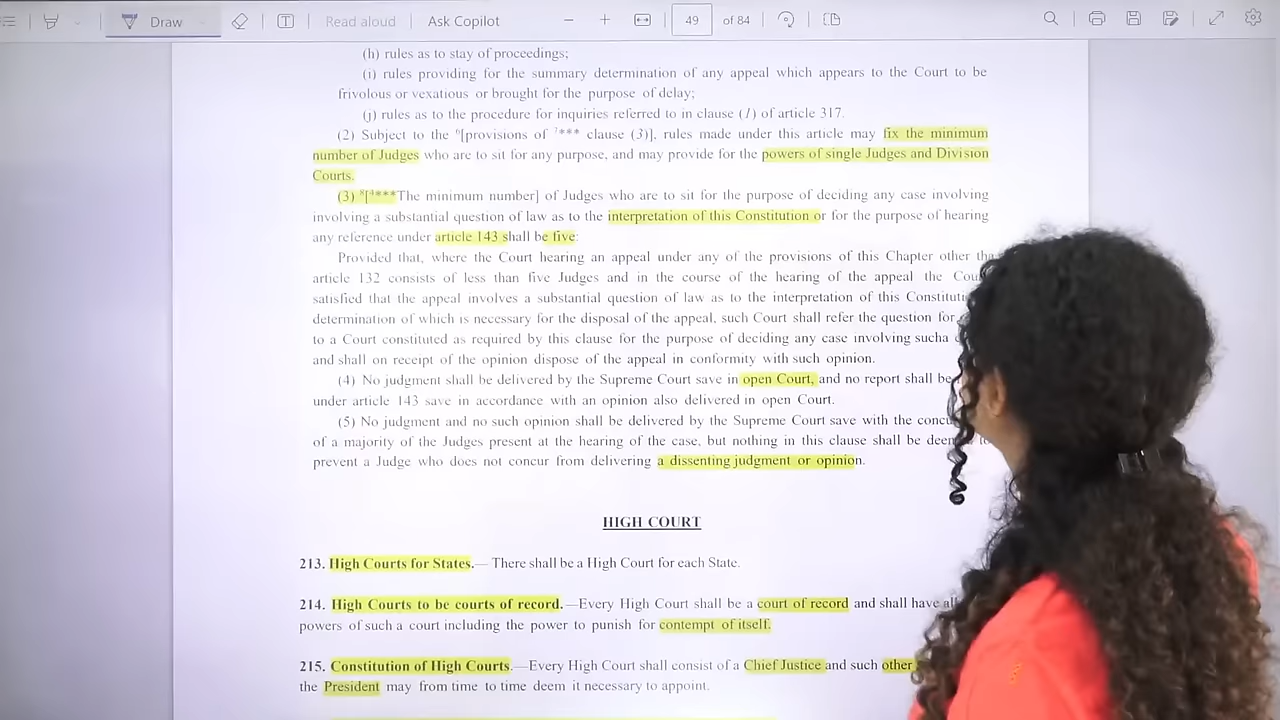 Draw
Read aloud
Ask Copilot
49 of 84
(h) rules as to stay of proceedings;
(i) rules providing for the summary determination of any appeal which appears to the Court to be
frivolous or vexatious or brought for the purpose of delay;
(j) rules as to the procedure for inquiries referred to in clause (1) of article 317.
(2) Subject to the ⁶[provisions of ⁷*** clause (3)], rules made under this article may fix the minimum
number of Judges who are to sit for any purpose, and may provide for the powers of single Judges and Division
Courts.
(3) ⁸[⁴***The minimum number] of Judges who are to sit for the purpose of deciding any case involving
involving a substantial question of law as to the interpretation of this Constitution or for the purpose of hearing
any reference under article 143 shall be five:
Provided that, where the Court hearing an appeal under any of the provisions of this Chapter other
article 132 consists of less than five Judges and in the course of the hearing of the appeal the
satisfied that the appeal involves a substantial question of law as to the interpretation of this
determination of which is necessary for the disposal of the appeal, such Court shall refer the question for
to a Court constituted as required by this clause for the purpose of deciding any case involving sucha
and shall on receipt of the opinion dispose of the appeal in conformity with such opinion.
(4) No judgment shall be delivered by the Supreme Court save in open Court, and no report shall be
under article 143 save in accordance with an opinion also delivered in open Court.
(5) No judgment and no such opinion shall be delivered by the Supreme Court save with the
of a majority of the Judges present at the hearing of the case, but nothing in this clause shall be
prevent a Judge who does not concur from delivering a dissenting judgment or opinion.
HIGH COURT
213. High Courts for States.— There shall be a High Court for each State.
214. High Courts to be courts of record.—Every High Court shall be a court of record and shall have
powers of such a court including the power to punish for contempt of itself.
215. Constitution of High Courts.—Every High Court shall consist of a Chief Justice and such other
the President may from time to time deem it necessary to appoint.